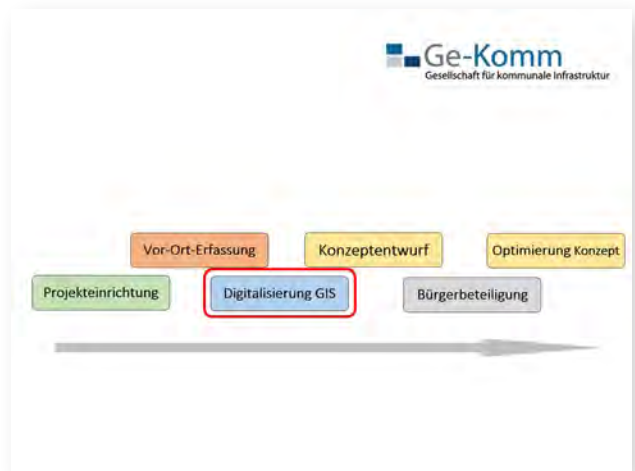 Ge-Komm
Gesellschaft für kommunale Infrastruktur
Vor-Ort-Erfassung
Konzeptentwurf
Optimierung Konzept
Projekteinrichtung
Digitalisierung GIS
Bürgerbeteiligung